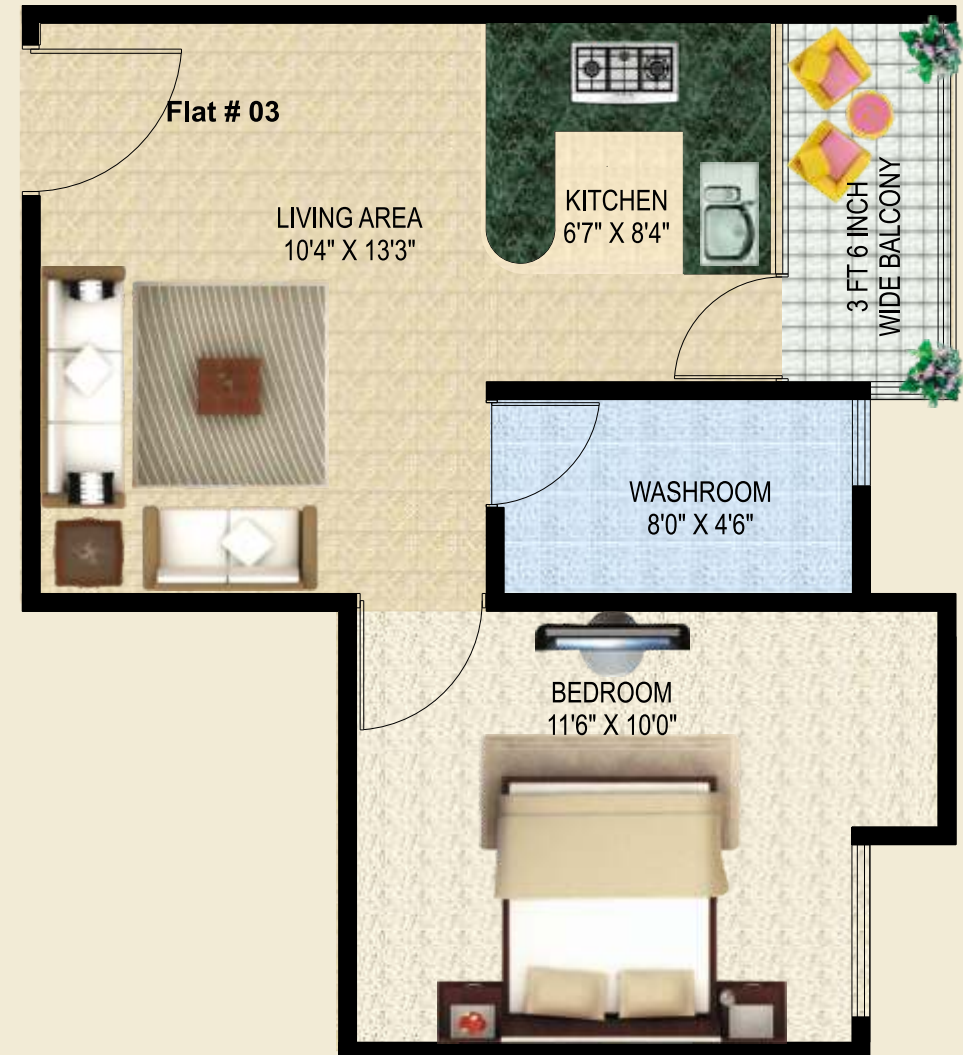 Flat # 03
LIVING AREA
10'4" X 13'3"
KITCHEN
6'7" X 8'4"
3 FT 6 INCH
WIDE BALCONY
WASHROOM
8'0" X 4'6"
BEDROOM
11'6" X 10'0"